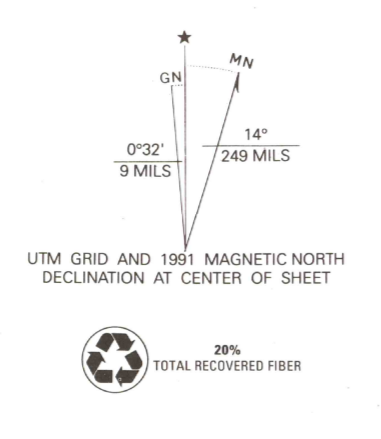 ★
MN
GN
0°32'
9 MILS
14°
249 MILS
UTM GRID AND 1991 MAGNETIC NORTH
DECLINATION AT CENTER OF SHEET
20%
TOTAL RECOVERED FIBER